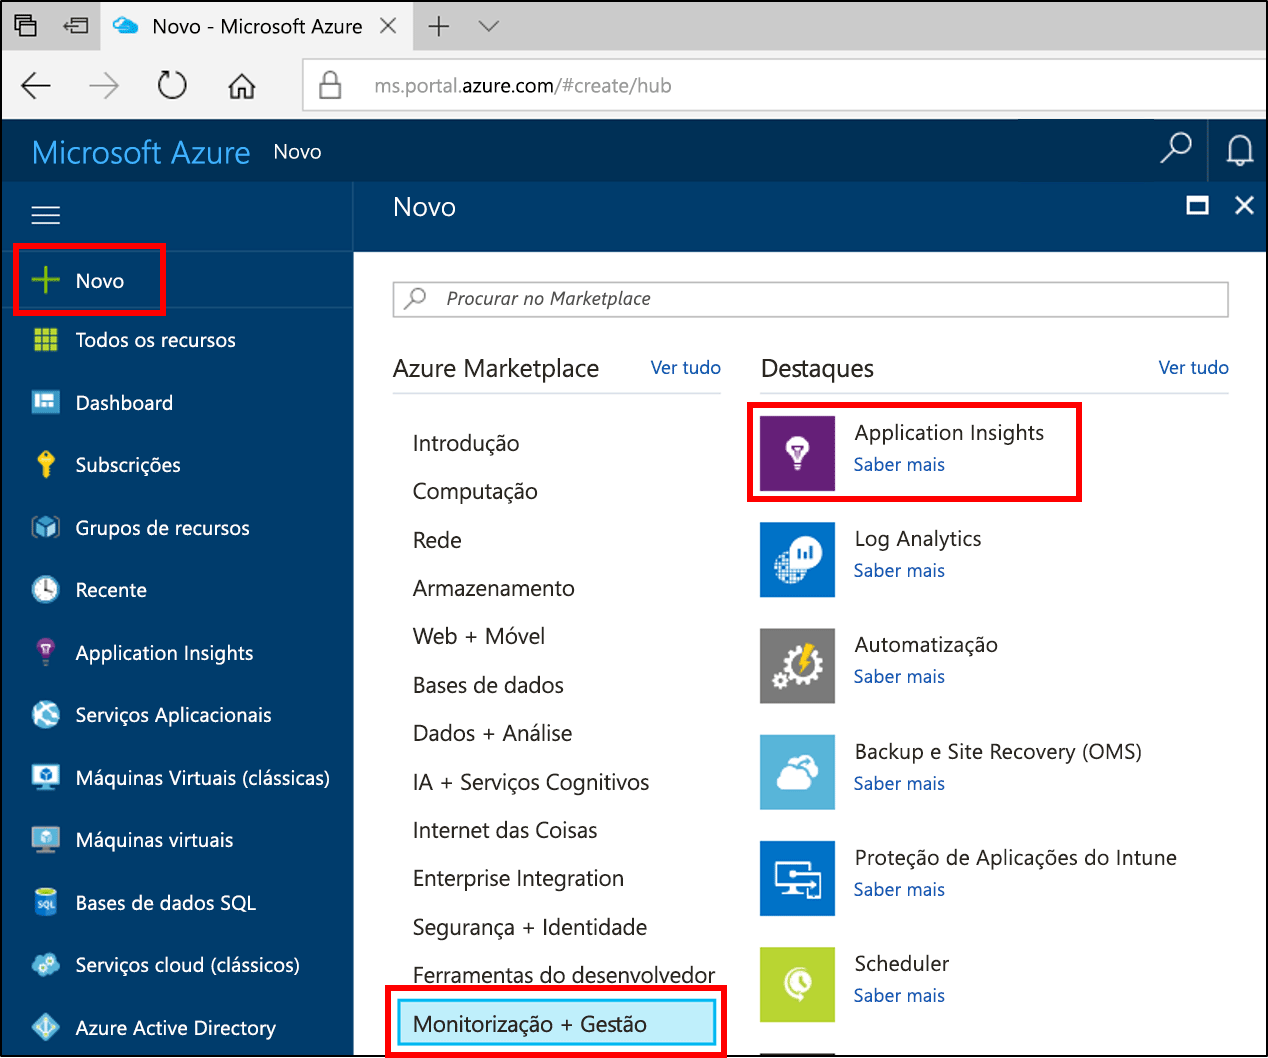 Novo - Microsoft Azure
ms.portal.azure.com/#create/hub
Microsoft Azure Novo
Novo
Novo
Todos os recursos
Dashboard
Subscrições
Grupos de recursos
Recente
Application Insights
Serviços Aplicacionais
Máquinas Virtuais (clássicas)
Máquinas virtuais
SQL
Bases de dados SQL
Serviços cloud (clássicos)
Azure Active Directory
Procurar no Marketplace
Azure Marketplace Ver tudo
Introdução
Computação
Rede
Armazenamento
Web + Móvel
Bases de dados
Dados + Análise
IA + Serviços Cognitivos
Internet das Coisas
Enterprise Integration
Segurança + Identidade
Ferramentas do desenvolvedor
Monitorização + Gestão
Destaques Ver tudo
Application Insights
Saber mais
Log Analytics
Saber mais
Automatização
Saber mais
Backup e Site Recovery (OMS)
Saber mais
Proteção de Aplicações do Intune
Saber mais
Scheduler
Saber mais